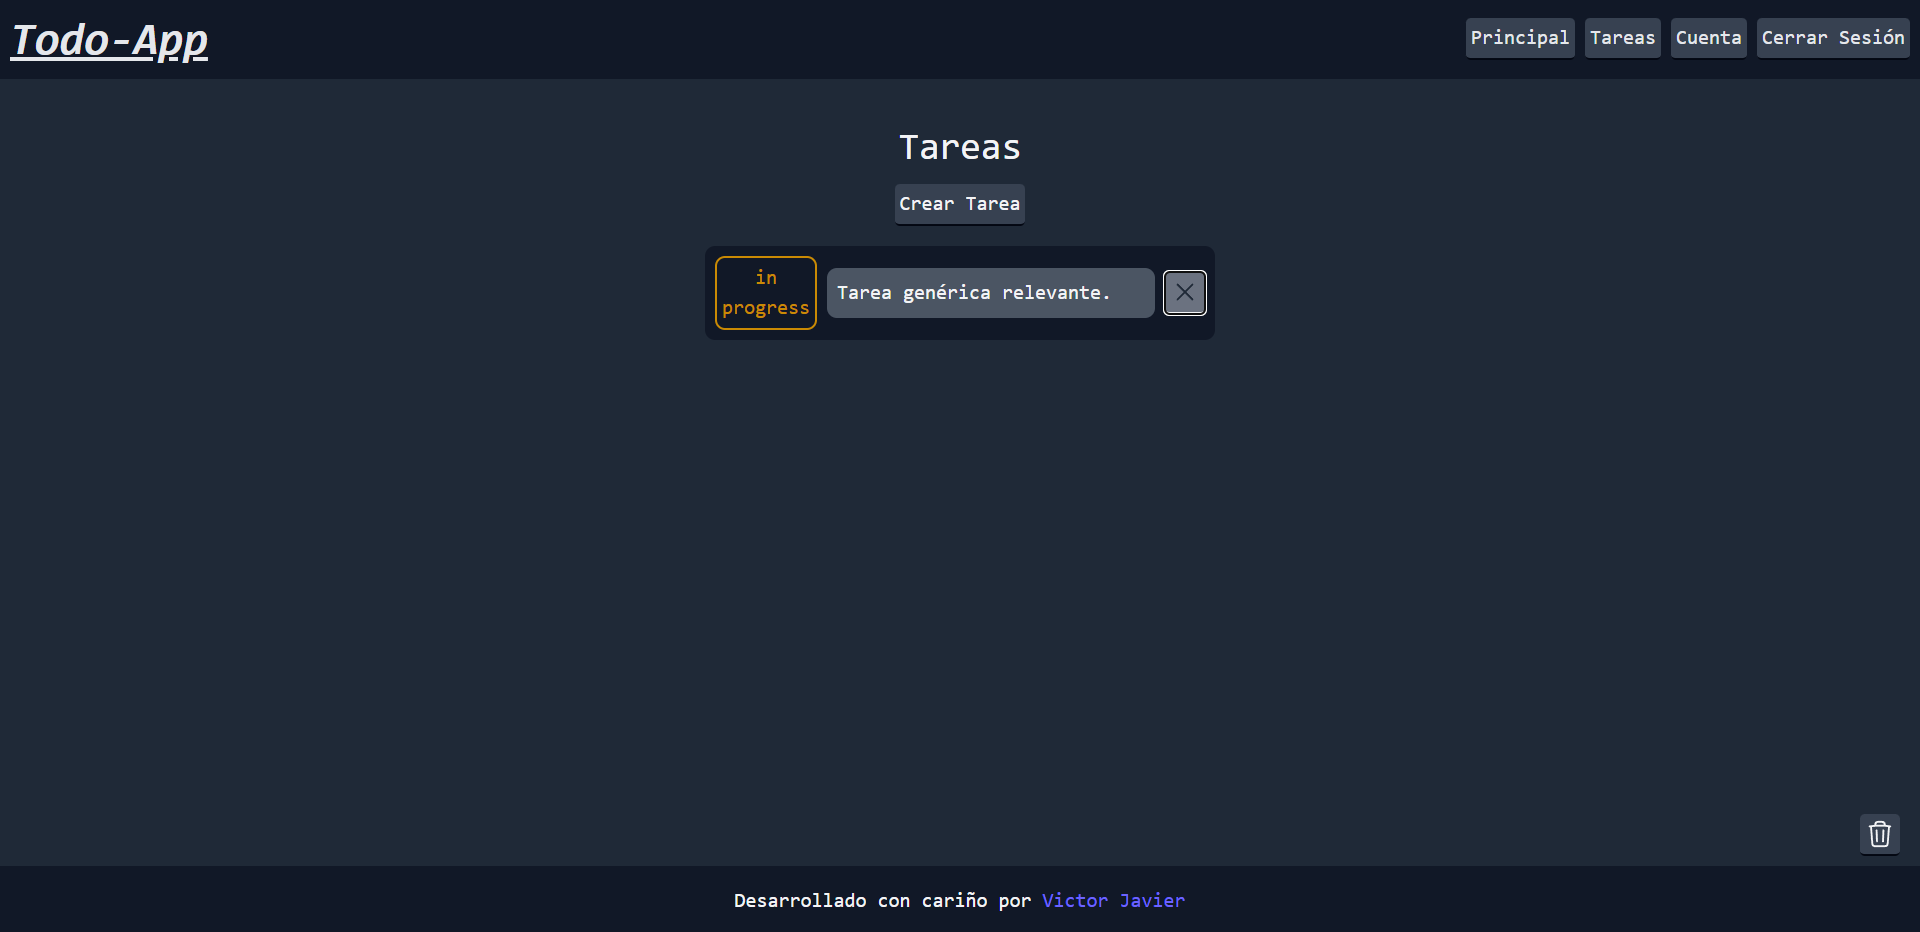 Todo-App
Principal Tareas Cuenta Cerrar Sesión
Tareas
Crear Tarea
in
progress
Tarea genérica relevante.
Desarrollado con cariño por Victor Javier